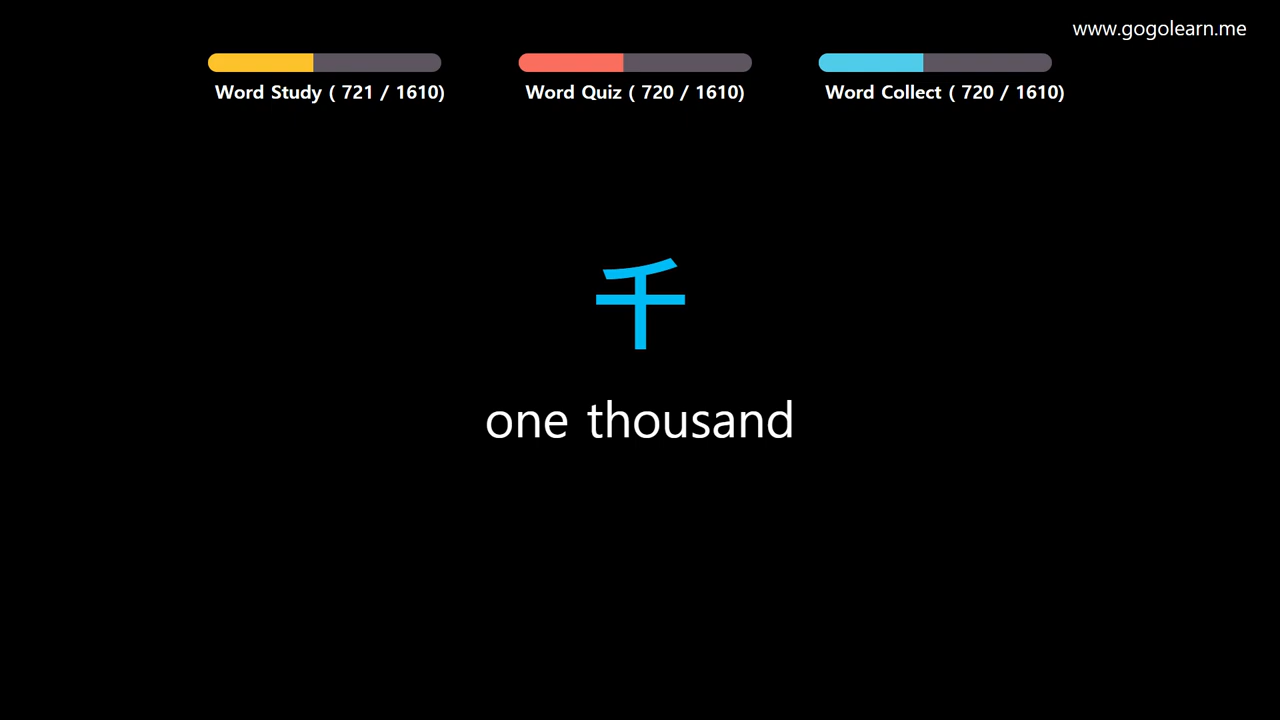 www.gogolearn.me
Word Study ( 721 / 1610)
Word Quiz ( 720 / 1610)
Word Collect ( 720 / 1610)
千
one thousand